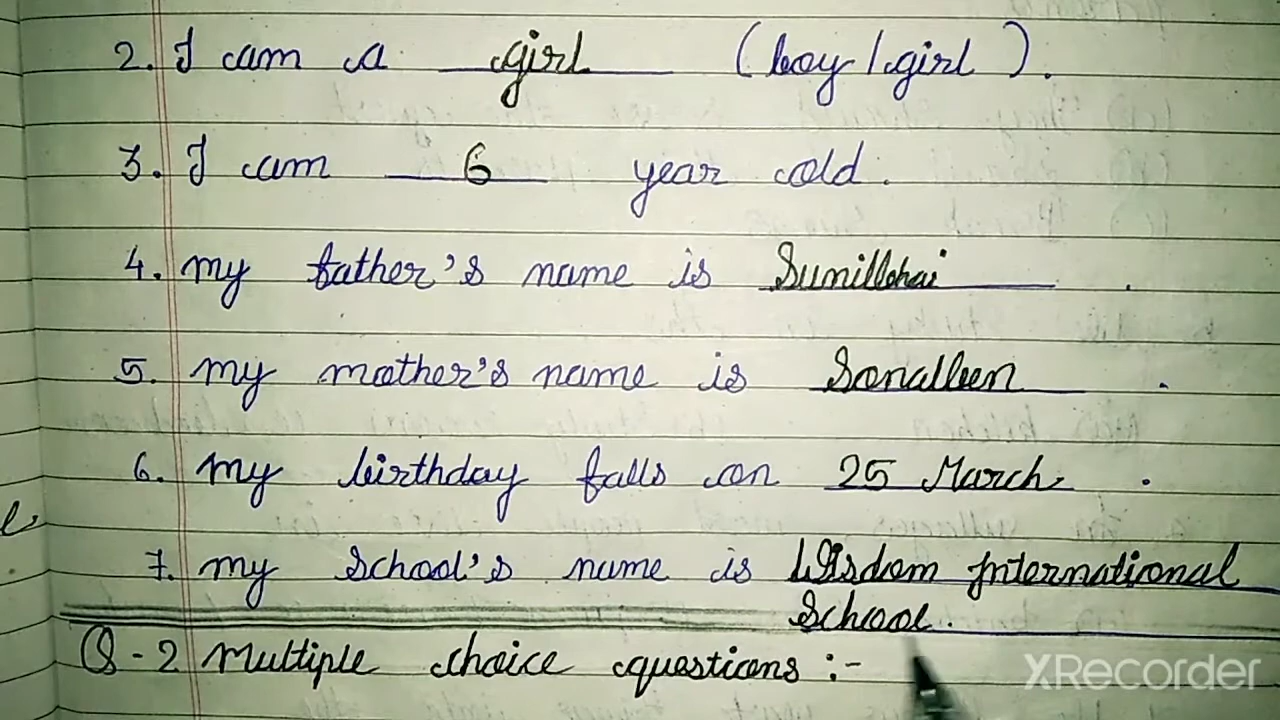 2. I am a girl (boy/girl).
3. I am 6 year old.
4. my father's name is Sunilbhai.
5. my mother's name is Sonalben.
6. my birthday falls on 25 March.
7. my school's name is Wisdom International
School.
Q-2 Multiple choice questions :-
XRecorder